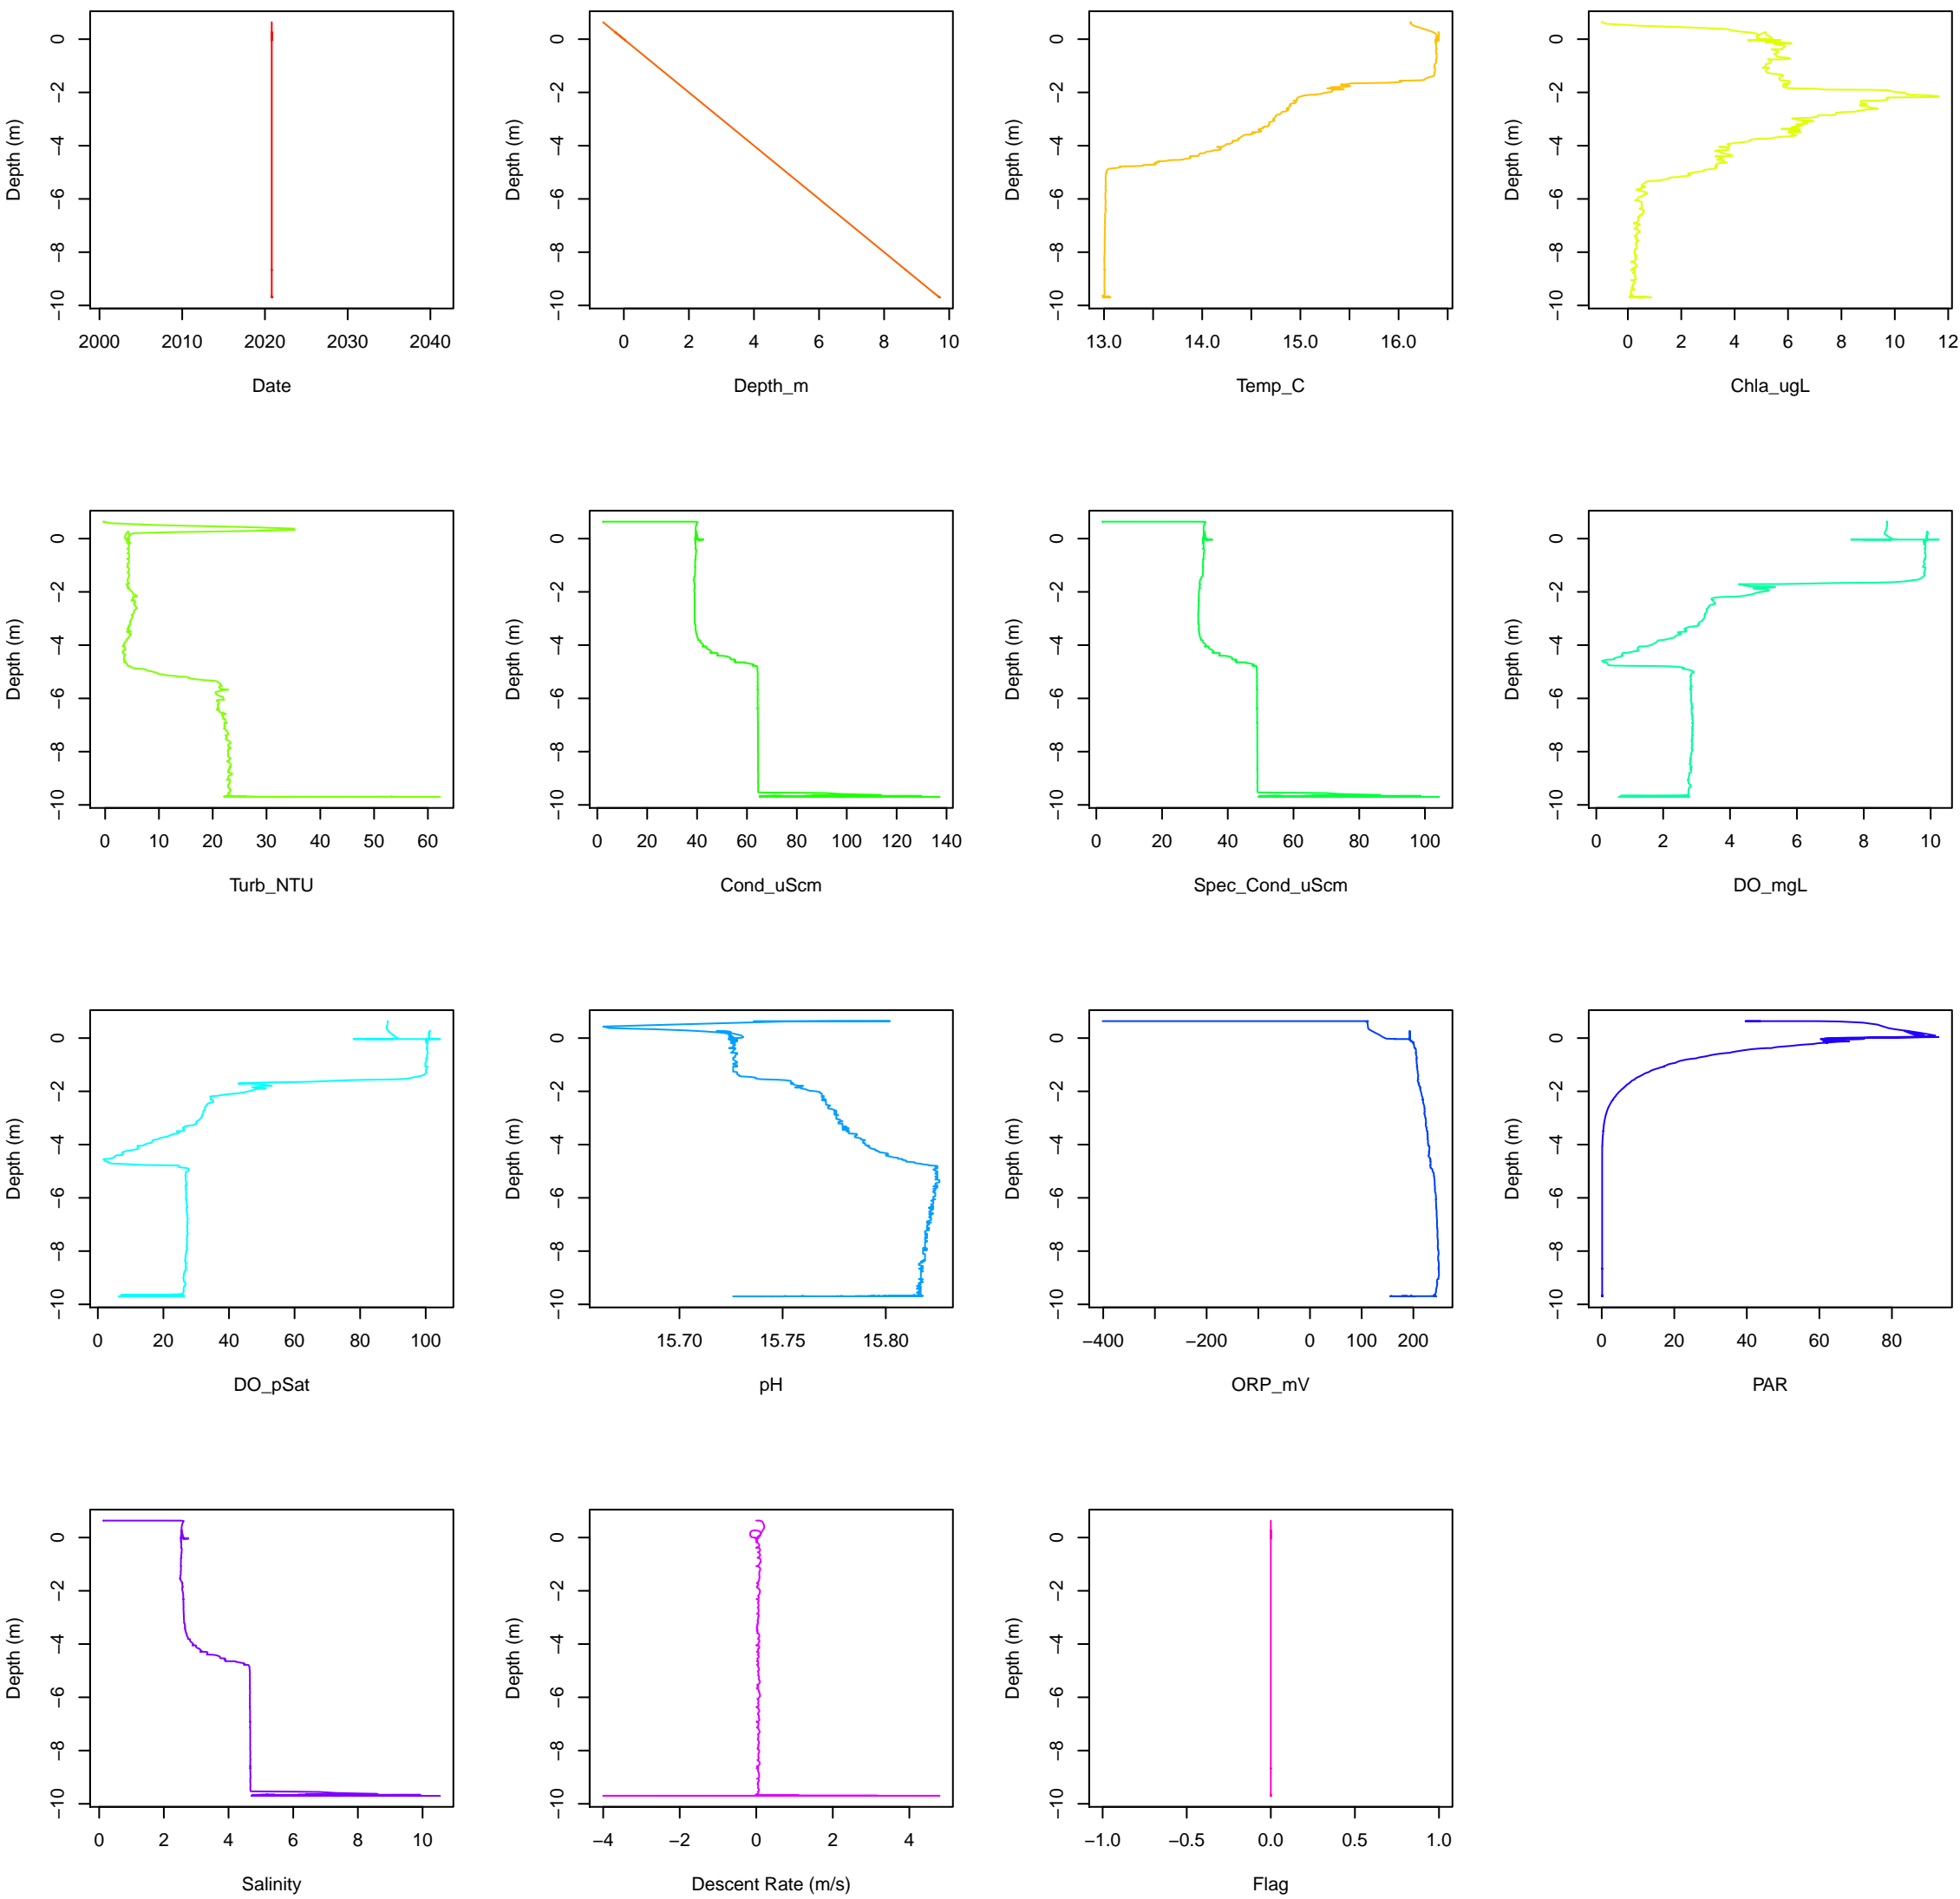 0 −2 −4 −6 −8 −10
Depth (m)
2000 2010 2020 2030 2040
Date
0 −2 −4 −6 −8 −10
Depth (m)
0 2 4 6 8 10
Depth_m
0 −2 −4 −6 −8 −10
Depth (m)
13.0 14.0 15.0 16.0
Temp_C
0 −2 −4 −6 −8 −10
Depth (m)
0 2 4 6 8 10 12
Chla_ugL
0 −2 −4 −6 −8 −10
Depth (m)
0 10 20 30 40 50 60
Turb_NTU
0 −2 −4 −6 −8 −10
Depth (m)
0 20 40 60 80 100 120 140
Cond_uScm
0 −2 −4 −6 −8 −10
Depth (m)
0 20 40 60 80 100
Spec_Cond_uScm
0 −2 −4 −6 −8 −10
Depth (m)
0 2 4 6 8 10
DO_mgL
0 −2 −4 −6 −8 −10
Depth (m)
0 20 40 60 80 100
DO_pSat
0 −2 −4 −6 −8 −10
Depth (m)
15.70 15.75 15.80
pH
0 −2 −4 −6 −8 −10
Depth (m)
−400 −200 0 100 200
ORP_mV
0 −2 −4 −6 −8 −10
Depth (m)
0 20 40 60 80
PAR
0 −2 −4 −6 −8 −10
Depth (m)
0 2 4 6 8 10
Salinity
0 −2 −4 −6 −8 −10
Depth (m)
−4 −2 0 2 4
Descent Rate (m/s)
0 −2 −4 −6 −8 −10
Depth (m)
−1.0 −0.5 0.0 0.5 1.0
Flag